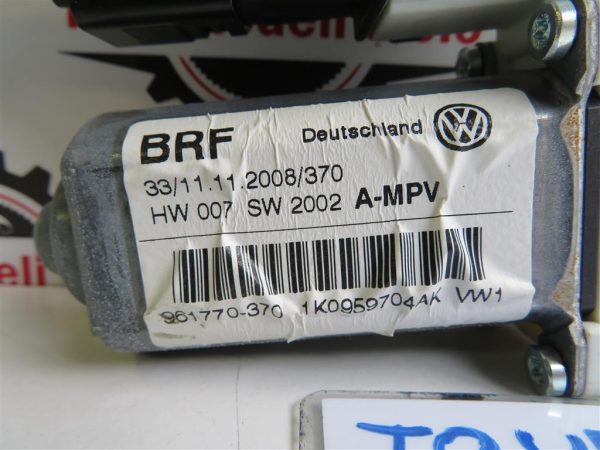 BRF Deutschland
33/11.11.2008/370
HW 007 SW 2002 A-MPV
961770-370 1K0959704AK VW1